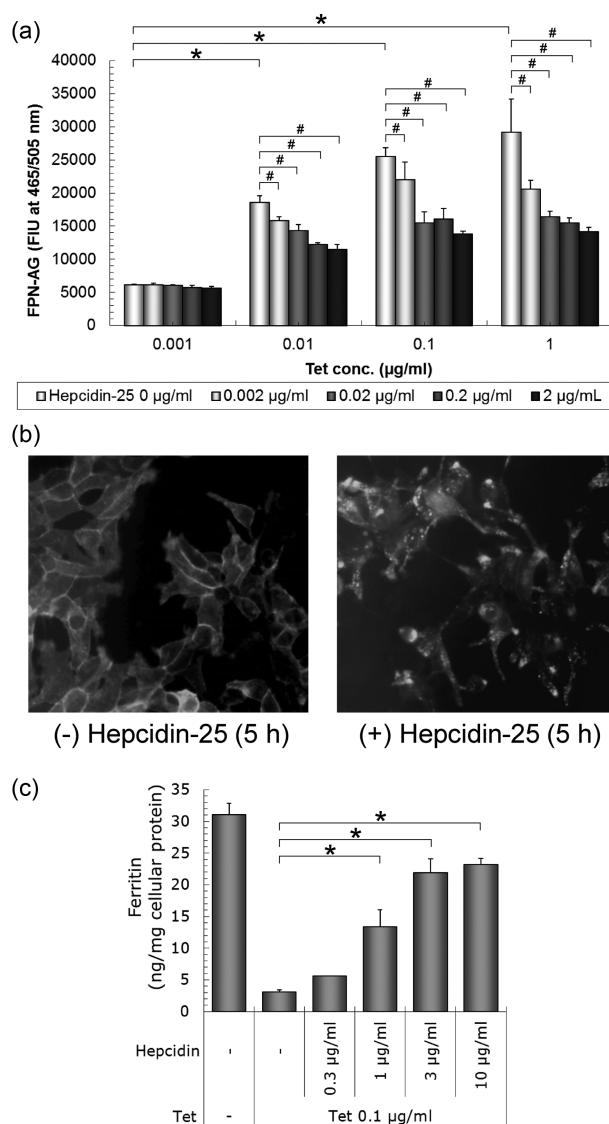 (a)
*
*
*
# # # #
# # # #
# # # #
FPN-AG (FIU at 465/505 nm)
40000
35000
30000
25000
20000
15000
10000
5000
0
0.001 0.01 0.1 1
Tet conc. (µg/ml)
Hepcidin-25 0 µg/ml 0.002 µg/ml 0.02 µg/ml 0.2 µg/ml 2 µg/mL
(b)
(-) Hepcidin-25 (5 h) (+) Hepcidin-25 (5 h)
(c)
Ferritin
(ng/mg cellular protein)
35
30
25
20
15
10
5
0
*
*
*
Hepcidin - - 0.3 µg/ml 1 µg/ml 3 µg/ml 10 µg/ml
Tet - Tet 0.1 µg/ml